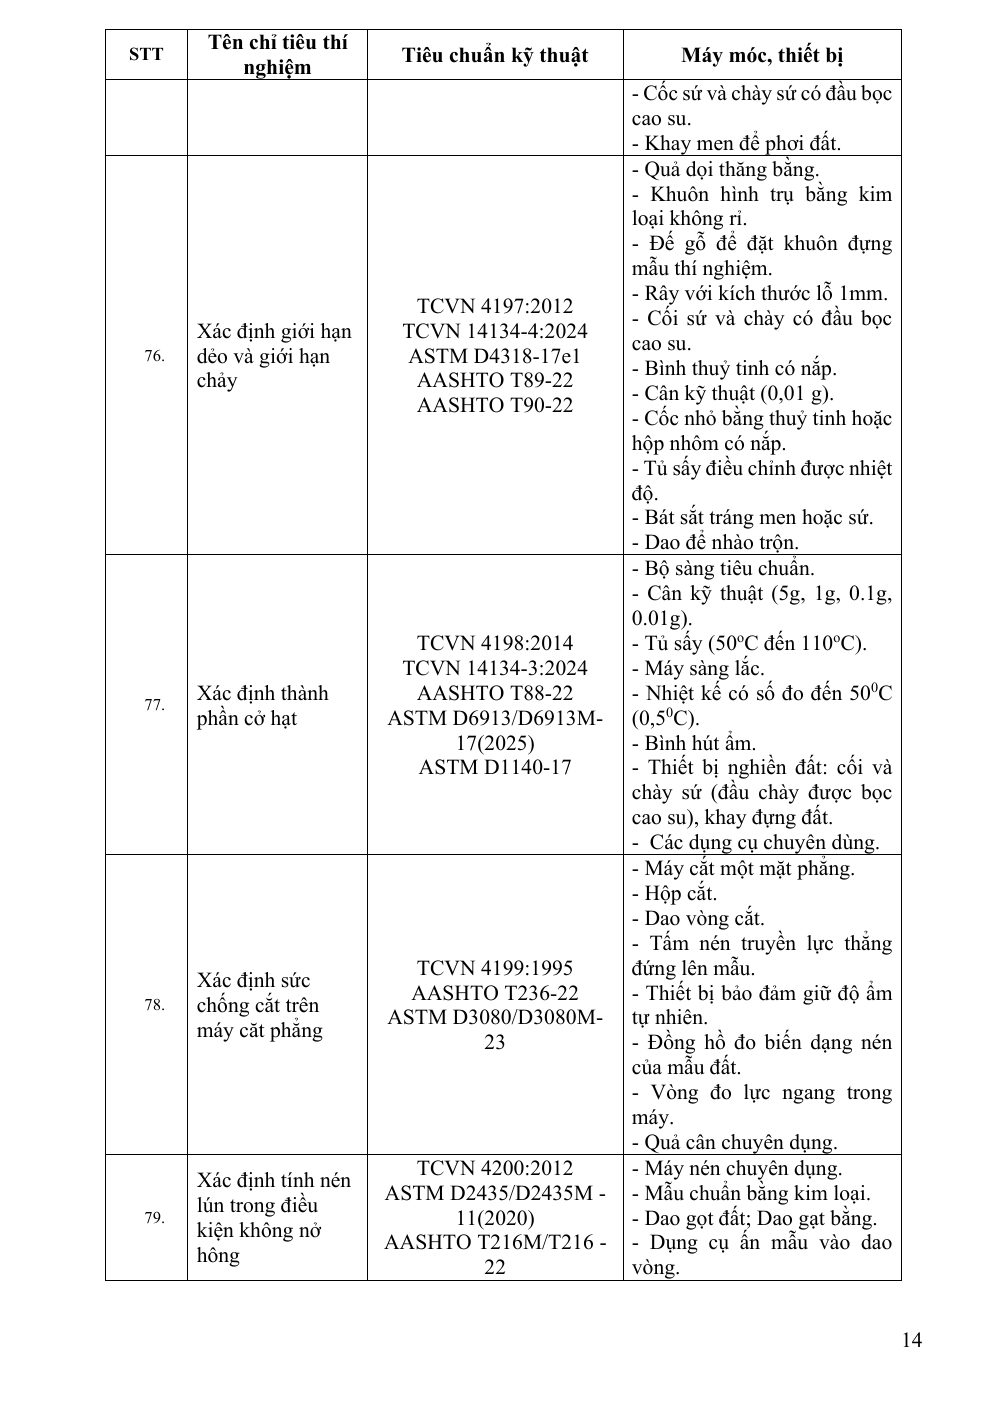 STT
Tên chỉ tiêu thí
nghiệm
Tiêu chuẩn kỹ thuật
Máy móc, thiết bị
- Cốc sứ và chày sứ có đầu bọc
cao su.
- Khay men để phơi đất.
76.
Xác định giới hạn
dẻo và giới hạn
chảy
TCVN 4197:2012
TCVN 14134-4:2024
ASTM D4318-17e1
AASHTO T89-22
AASHTO T90-22
- Quả dọi thăng bằng.
- Khuôn hình trụ bằng kim
loại không rỉ.
- Đế gỗ để đặt khuôn đựng
mẫu thí nghiệm.
- Rây với kích thước lỗ 1mm.
- Cối sứ và chày có đầu bọc
cao su.
- Bình thuỷ tinh có nắp.
- Cân kỹ thuật (0,01 g).
- Cốc nhỏ bằng thuỷ tinh hoặc
hộp nhôm có nắp.
- Tủ sấy điều chỉnh được nhiệt
độ.
- Bát sắt tráng men hoặc sứ.
- Dao để nhào trộn.
77.
Xác định thành
phần cở hạt
TCVN 4198:2014
TCVN 14134-3:2024
AASHTO T88-22
ASTM D6913/D6913M-
17(2025)
ASTM D1140-17
- Bộ sàng tiêu chuẩn.
- Cân kỹ thuật (5g, 1g, 0.1g,
0.01g).
- Tủ sấy (50ºC đến 110ºC).
- Máy sàng lắc.
- Nhiệt kế có số đo đến 50⁰C
(0,5⁰C).
- Bình hút ẩm.
- Thiết bị nghiền đất: cối và
chày sứ (đầu chày được bọc
cao su), khay đựng đất.
- Các dụng cụ chuyên dùng.
78.
Xác định sức
chống cắt trên
máy căt phẳng
TCVN 4199:1995
AASHTO T236-22
ASTM D3080/D3080M-
23
- Máy cắt một mặt phẳng.
- Hộp cắt.
- Dao vòng cắt.
- Tấm nén truyền lực thẳng
đứng lên mẫu.
- Thiết bị bảo đảm giữ độ ẩm
tự nhiên.
- Đồng hồ đo biến dạng nén
của mẫu đất.
- Vòng đo lực ngang trong
máy.
- Quả cân chuyên dụng.
79.
Xác định tính nén
lún trong điều
kiện không nở
hông
TCVN 4200:2012
ASTM D2435/D2435M -
11(2020)
AASHTO T216M/T216 -
22
- Máy nén chuyên dụng.
- Mẫu chuẩn bằng kim loại.
- Dao gọt đất; Dao gạt bằng.
- Dụng cụ ấn mẫu vào dao
vòng.
14